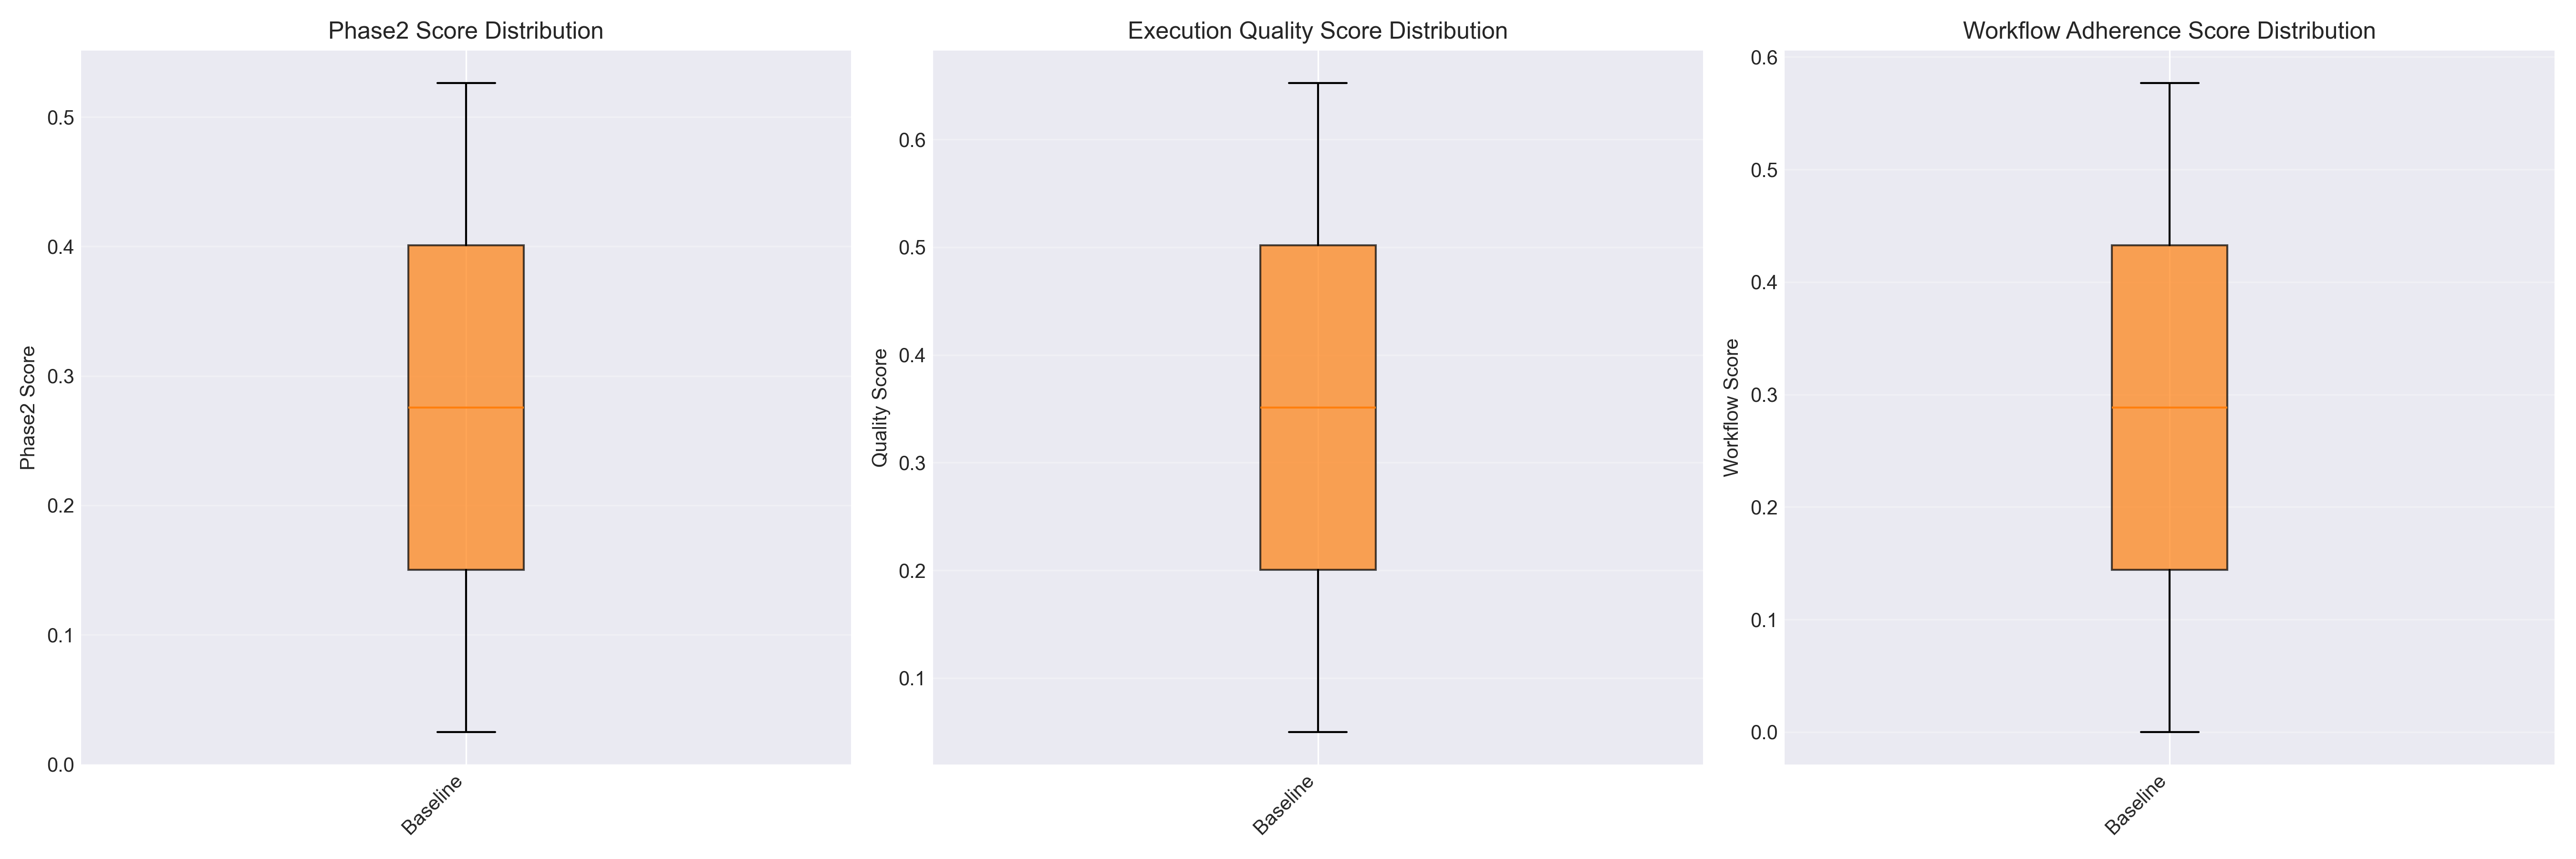 Phase2 Score Distribution
Phase2 Score
0.5
0.4
0.3
0.2
0.1
0.0
Baseline
Execution Quality Score Distribution
Quality Score
0.6
0.5
0.4
0.3
0.2
0.1
Baseline
Workflow Adherence Score Distribution
Workflow Score
0.6
0.5
0.4
0.3
0.2
0.1
0.0
Baseline